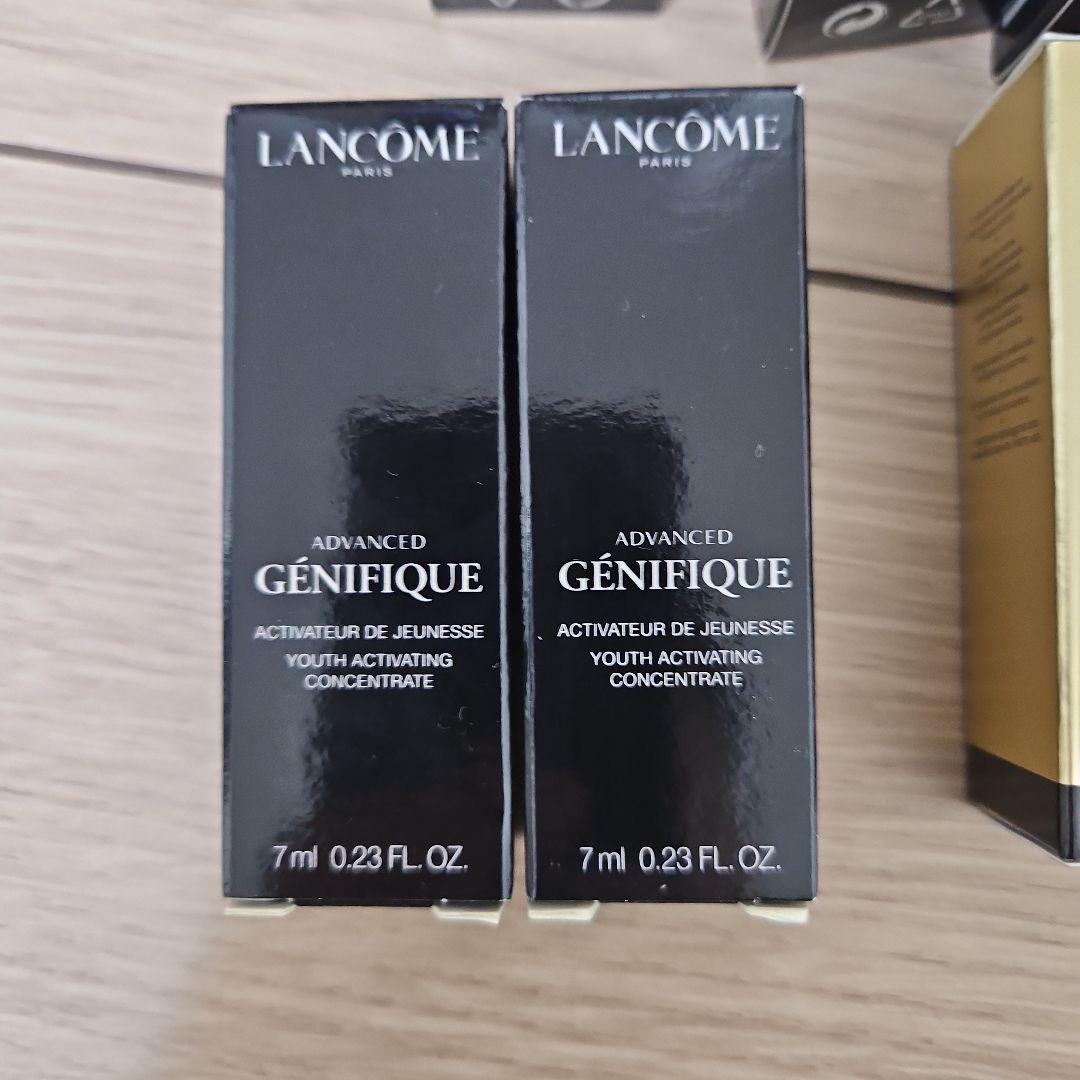 LANCÔME
PARIS
ADVANCED
GÉNIFIQUE
ACTIVATEUR DE JEUNESSE
YOUTH ACTIVATING
CONCENTRATE
7 ml 0.23 FL. OZ.
LANCÔME
PARIS
ADVANCED
GÉNIFIQUE
ACTIVATEUR DE JEUNESSE
YOUTH ACTIVATING
CONCENTRATE
7 ml 0.23 FL. OZ.